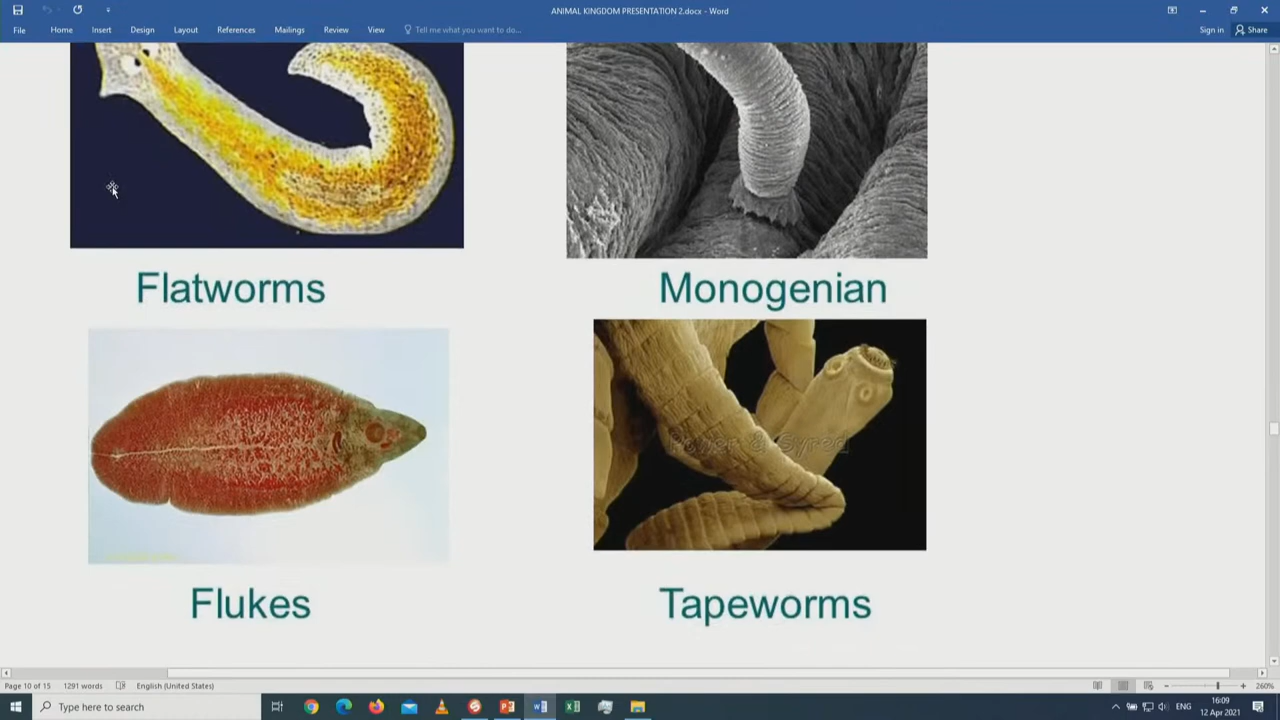 ANIMAL KINGDOM PRESENTATION 2.docx - Word
File Home Insert Design Layout References Mailings Review View Tell me what you want to do... Sign in Share
Flatworms
Monogenian
Power & Syred
Flukes
Tapeworms
Page 10 of 15 1291 words English (United States) 260%
Type here to search
ENG
16:09
12 Apr 2021